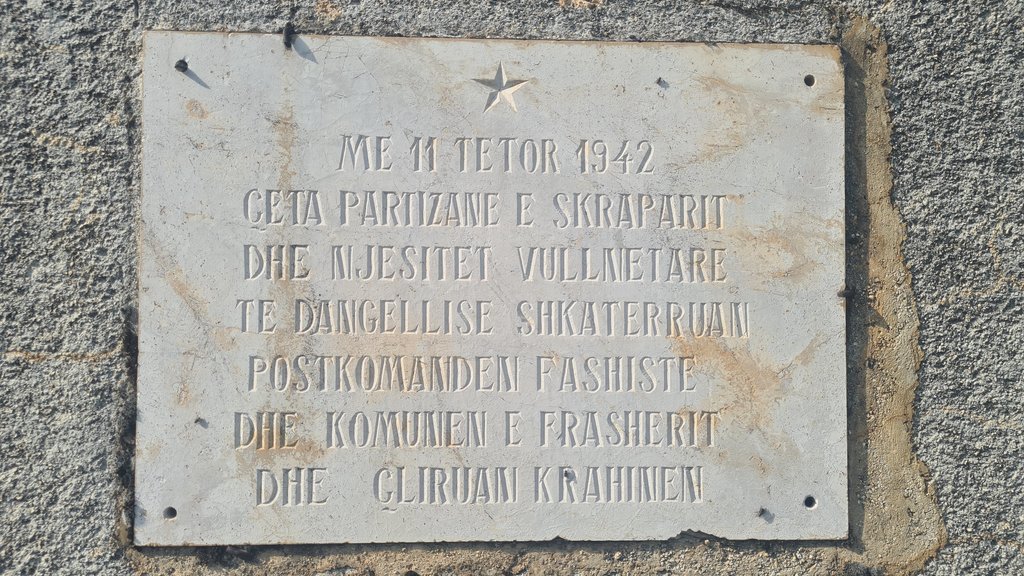 ME 11 TETOR 1942
ÇETA PARTIZANE E SKRAPARIT
DHE NJESITET VULLNETARE
TE DANGELLISE SHKATERRUAN
POSTKOMANDEN FASHISTE
DHE KOMUNEN E FRASHERIT
DHE ÇLIRUAN KRAHINEN